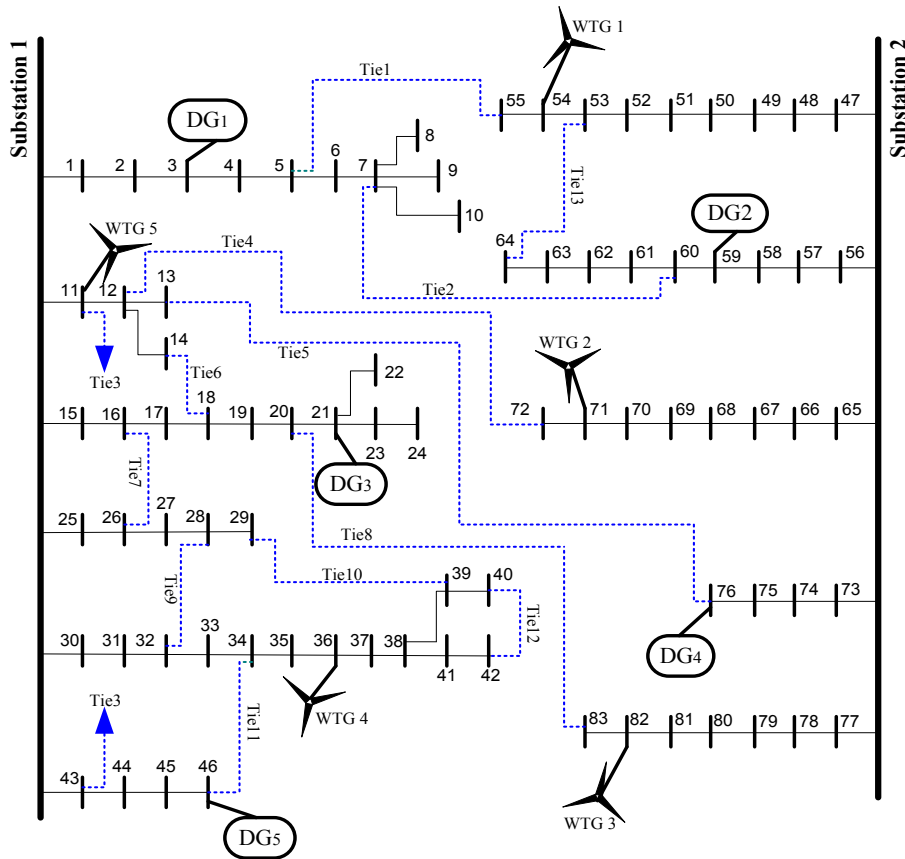 WTG 1
Substation 1
Substation 2
Tie1
55 54 53 52 51 50 49 48 47
DG1
8
1 2 3 4 5 6 7 9
10
Tie13
DG2
WTG 5
Tie4
64 63 62 61 60 59 58 57 56
11 12 13
Tie2
14
Tie5
WTG 2
Tie6
22
Tie3
15 16 17 18 19 20 21
72 71 70 69 68 67 66 65
23 24
Tie7
DG3
25 26 27 28 29
Tie8
Tie10
39 40
Tie9
76 75 74 73
Tie12
30 31 32 33 34 35 36 37 38
DG4
41 42
Tie3
WTG 4
Tie11
83 82 81 80 79 78 77
43 44 45 46
DG5
WTG 3